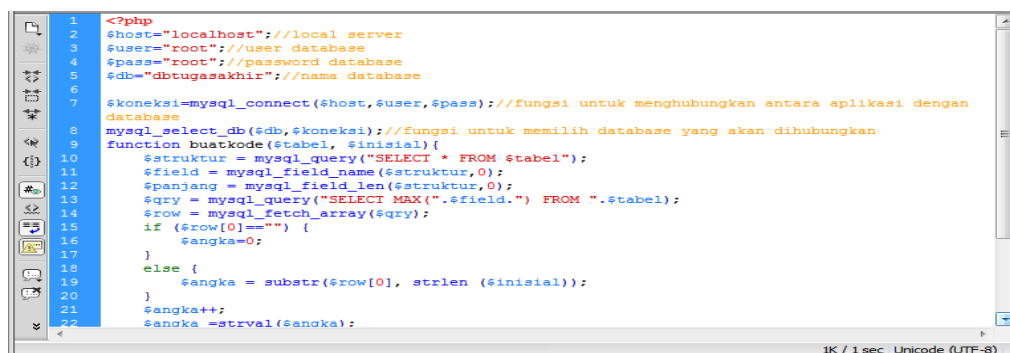 1 <?php
2 $host="localhost";//local server
3 $user="root";//user database
4 $pass="root";//password database
5 $db="dbtugasakhir";//nama database
6
7 $koneksi=mysql_connect($host,$user,$pass);//fungsi untuk menghubungkan antara aplikasi dengan
database
8 mysql_select_db($db,$koneksi);//fungsi untuk memilih database yang akan dihubungkan
9 function buatkode($tabel, $inisial){
10 $struktur = mysql_query("SELECT * FROM $tabel");
11 $field = mysql_field_name($struktur,0);
12 $panjang = mysql_field_len($struktur,0);
13 $qry = mysql_query("SELECT MAX(".$field.") FROM ".$tabel);
14 $row = mysql_fetch_array($qry);
15 if ($row[0]=="") {
16 $angka=0;
17 }
18 else {
19 $angka = substr($row[0], strlen ($inisial));
20 }
21 $angka++;
22 $angka =strval($angka);
1K / 1 sec Unicode (UTF-8)